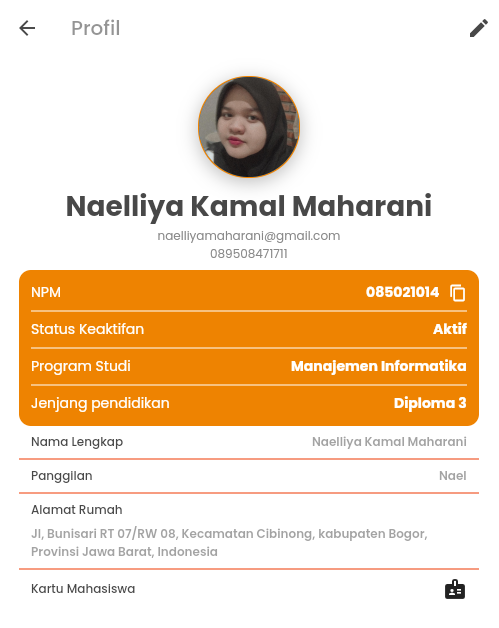 Profil
Naelliya Kamal Maharani
naelliyamaharani@gmail.com
089508471711
NPM 085021014
Status Keaktifan Aktif
Program Studi Manajemen Informatika
Jenjang pendidikan Diploma 3
Nama Lengkap Naelliya Kamal Maharani
Panggilan Nael
Alamat Rumah
Jl, Bunisari RT 07/RW 08, Kecamatan Cibinong, kabupaten Bogor,
Provinsi Jawa Barat, Indonesia
Kartu Mahasiswa